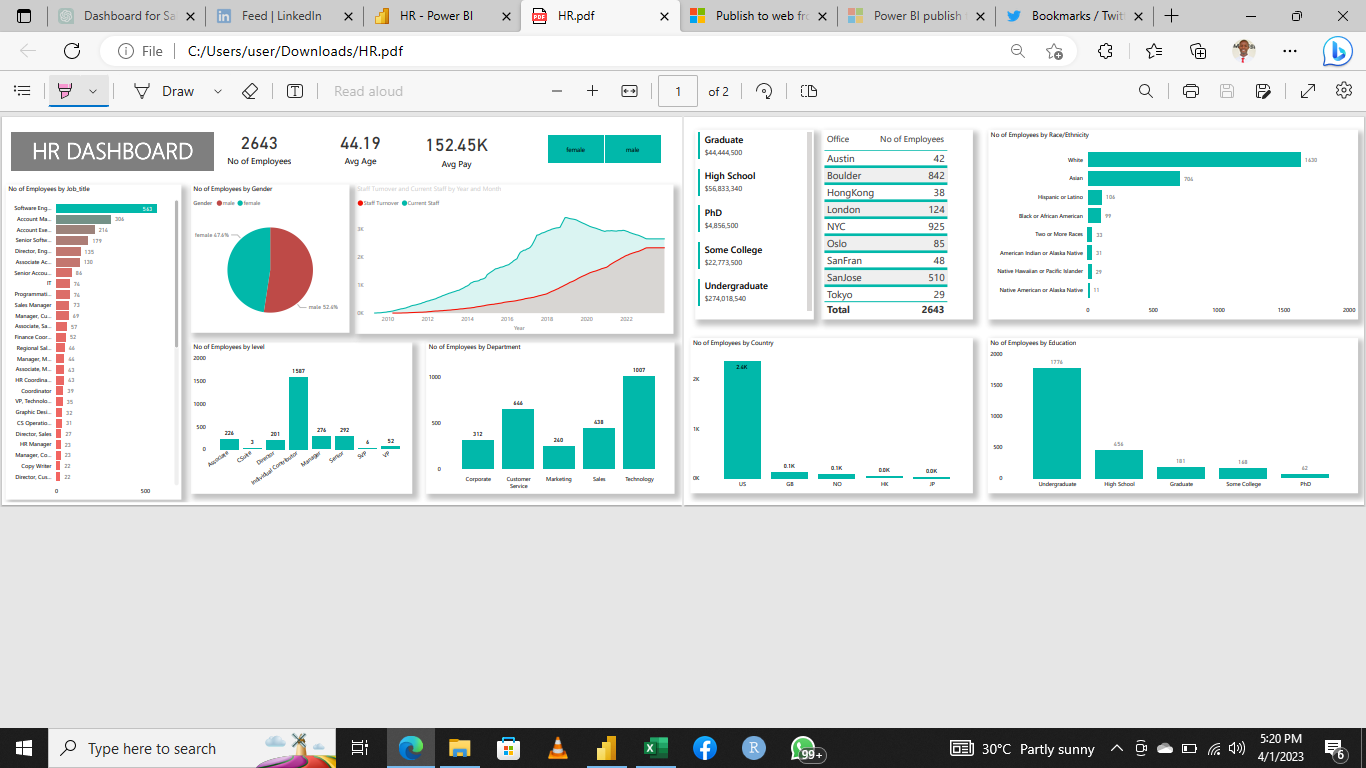 Dashboard for Sa
Feed | LinkedIn
HR - Power BI
HR.pdf
Publish to web fro
Power BI publish
Bookmarks / Twit
File
C:/Users/user/Downloads/HR.pdf
Draw
Read aloud
1
of 2
HR DASHBOARD
2643
No of Employees
44.19
Avg Age
152.45K
Avg Pay
female
male
No of Employees by Job_title
Software Eng... 563
Account Ma... 306
Account Exe... 216
Senior Softw... 179
Director, Eng... 135
Associate Ac... 130
Senior Accou... 86
IT 76
Programmati... 74
Sales Manager 73
Manager, Cu... 69
Associate, Sa... 57
Finance Coor... 52
Regional Sal... 46
Manager, M... 46
Associate, M... 43
HR Coordina... 43
Coordinator 39
VP, Technolo... 35
Graphic Desi... 32
CS Operatio... 31
Director, Sales 27
HR Manager 23
Manager, Co... 23
Copy Writer 22
Director, Cus... 22
0 500
No of Employees by Gender
Gender male female
female 47.6%
male 52.4%
Staff Turnover and Current Staff by Year and Month
Staff Turnover Current Staff
3K
2K
1K
0K
2010 2012 2014 2016 2018 2020 2022
Year
No of Employees by level
2000
1500
1000
500
0
226 3 201 1587 276 292 6 52
Associate CSuite Director Individual Contributor Manager Senior SVP VP
No of Employees by Department
1000
500
0
312 646 240 438 1007
Corporate Customer Service Marketing Sales Technology
Graduate
$44,444,500
High School
$56,833,340
PhD
$4,856,500
Some College
$22,773,500
Undergraduate
$274,018,540
Office No of Employees
Austin 42
Boulder 842
HongKong 38
London 124
NYC 925
Oslo 85
SanFran 48
SanJose 510
Tokyo 29
Total 2643
No of Employees by Race/Ethnicity
White 1630
Asian 704
Hispanic or Latino 106
Black or African American 99
Two or More Races 33
American Indian or Alaska Native 31
Native Hawaiian or Pacific Islander 29
Native American or Alaska Native 11
0 500 1000 1500 2000
No of Employees by Country
2K
1K
0K
2.4K 0.1K 0.1K 0.0K 0.0K
US GB NO HK JP
No of Employees by Education
2000
1500
1000
500
0
1776 456 181 168 62
Undergraduate High School Graduate Some College PhD
Type here to search
99+
30°C Partly sunny
5:20 PM
4/1/2023
6